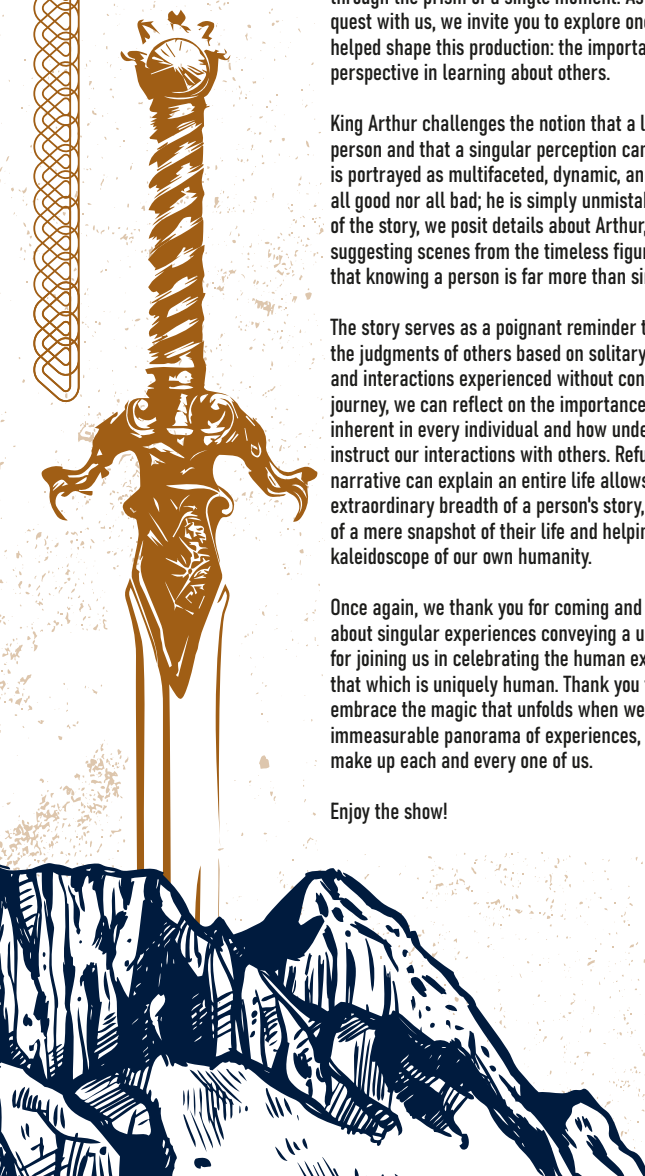 through the prism of a single moment. As
quest with us, we invite you to explore one
helped shape this production: the importa
perspective in learning about others.
King Arthur challenges the notion that a l
person and that a singular perception can
is portrayed as multifaceted, dynamic, an
all good nor all bad; he is simply unmistak
of the story, we posit details about Arthur,
suggesting scenes from the timeless figur
that knowing a person is far more than si
The story serves as a poignant reminder t
the judgments of others based on solitary
and interactions experienced without con
journey, we can reflect on the importance
inherent in every individual and how unde
instruct our interactions with others. Refu
narrative can explain an entire life allows
extraordinary breadth of a person's story,
of a mere snapshot of their life and helpin
kaleidoscope of our own humanity.
Once again, we thank you for coming and
about singular experiences conveying a u
for joining us in celebrating the human ex
that which is uniquely human. Thank you
embrace the magic that unfolds when we
immeasurable panorama of experiences,
make up each and every one of us.
Enjoy the show!